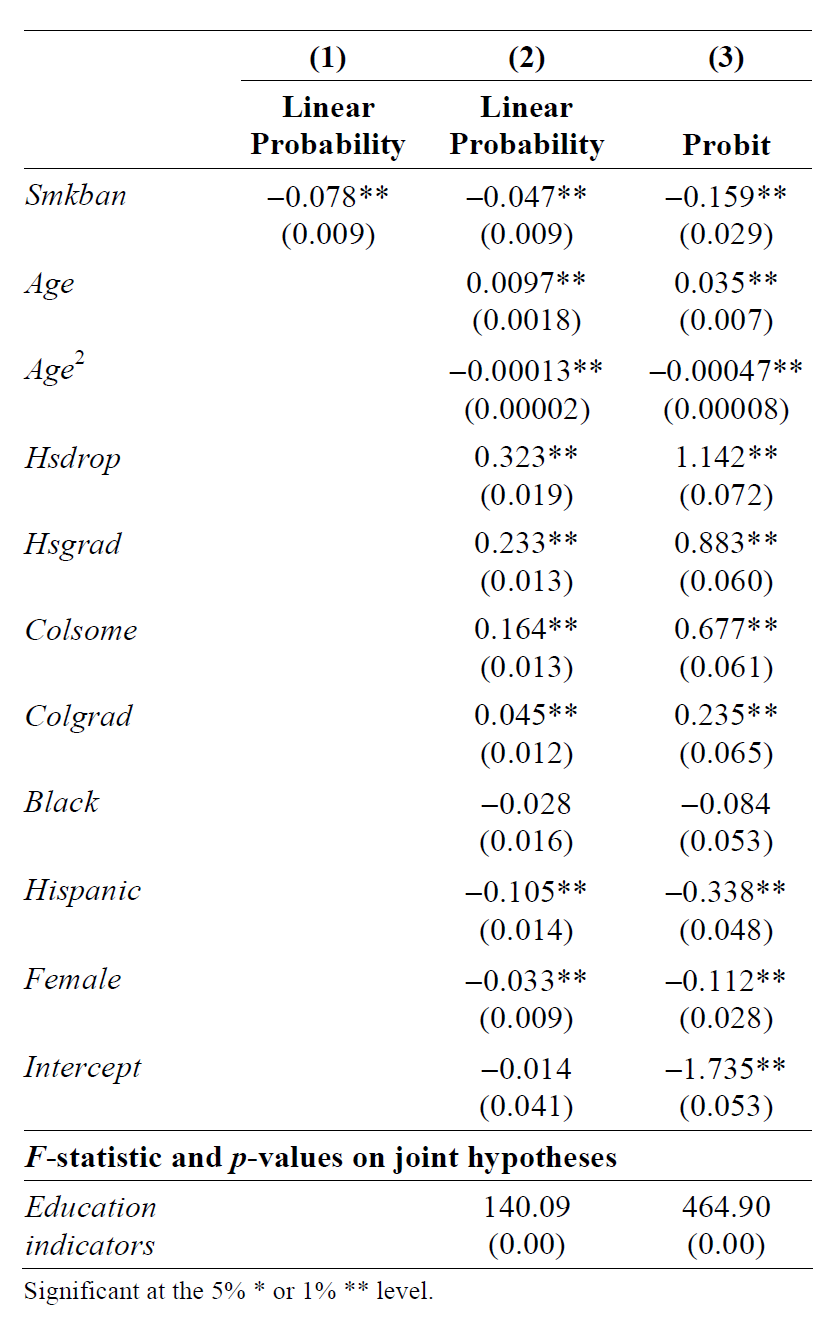 (1) (2) (3)
Linear Probability Linear Probability Probit
Smkban −0.078** −0.047** −0.159**
(0.009) (0.009) (0.029)
Age 0.0097** 0.035**
(0.0018) (0.007)
Age² −0.00013** −0.00047**
(0.00002) (0.00008)
Hsdrop 0.323** 1.142**
(0.019) (0.072)
Hsgrad 0.233** 0.883**
(0.013) (0.060)
Colsome 0.164** 0.677**
(0.013) (0.061)
Colgrad 0.045** 0.235**
(0.012) (0.065)
Black −0.028 −0.084
(0.016) (0.053)
Hispanic −0.105** −0.338**
(0.014) (0.048)
Female −0.033** −0.112**
(0.009) (0.028)
Intercept −0.014 −1.735**
(0.041) (0.053)
F-statistic and p-values on joint hypotheses
Education 140.09 464.90
indicators (0.00) (0.00)
Significant at the 5% * or 1% ** level.